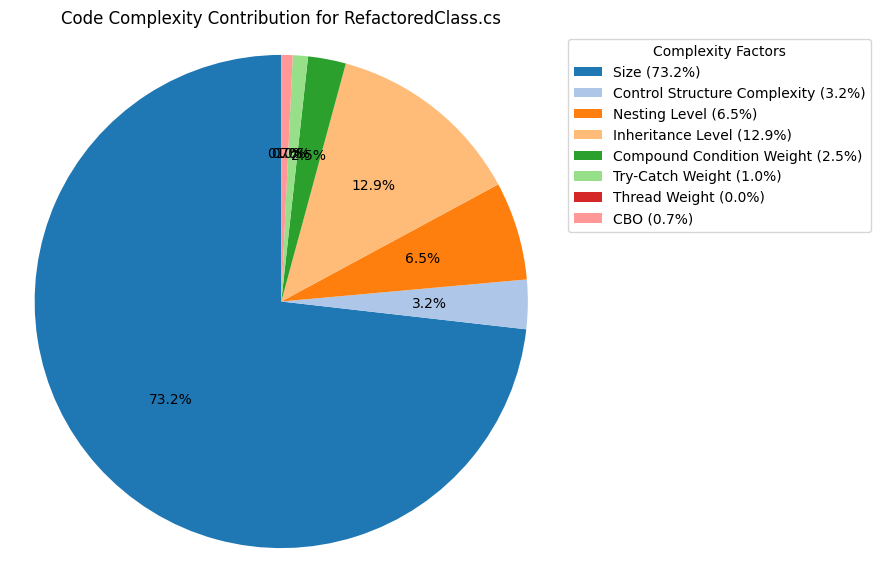 Code Complexity Contribution for RefactoredClass.cs
Complexity Factors
Size (73.2%)
Control Structure Complexity (3.2%)
Nesting Level (6.5%)
Inheritance Level (12.9%)
Compound Condition Weight (2.5%)
Try-Catch Weight (1.0%)
Thread Weight (0.0%)
CBO (0.7%)
2.5%
12.9%
6.5%
3.2%
73.2%